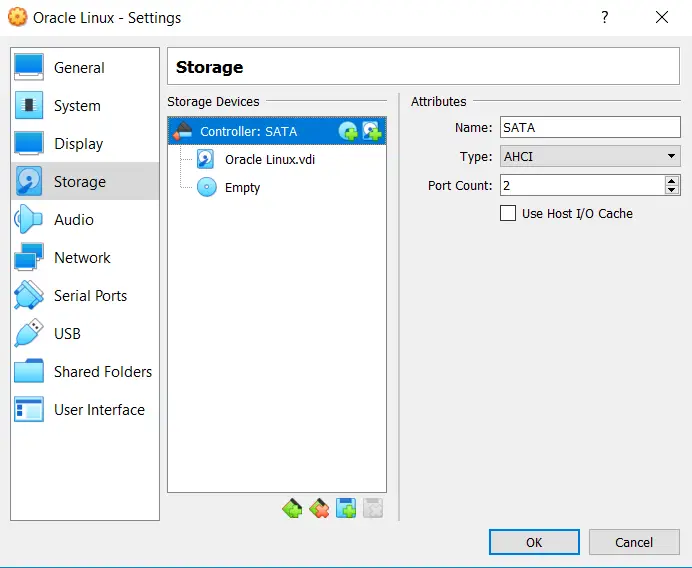 Oracle Linux - Settings
?
General
System
Display
Storage
Audio
Network
Serial Ports
USB
Shared Folders
User Interface
Storage
Storage Devices
Controller: SATA
Oracle Linux.vdi
Empty
Attributes
Name: SATA
Type: AHCI
Port Count: 2
Use Host I/O Cache
OK
Cancel